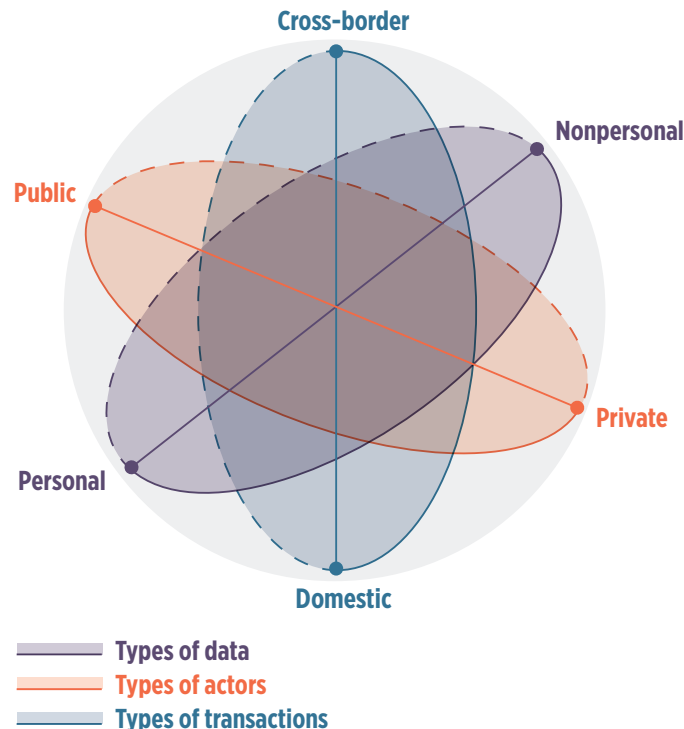 Cross-border
Nonpersonal
Public
Private
Personal
Domestic
Types of data
Types of actors
Types of transactions